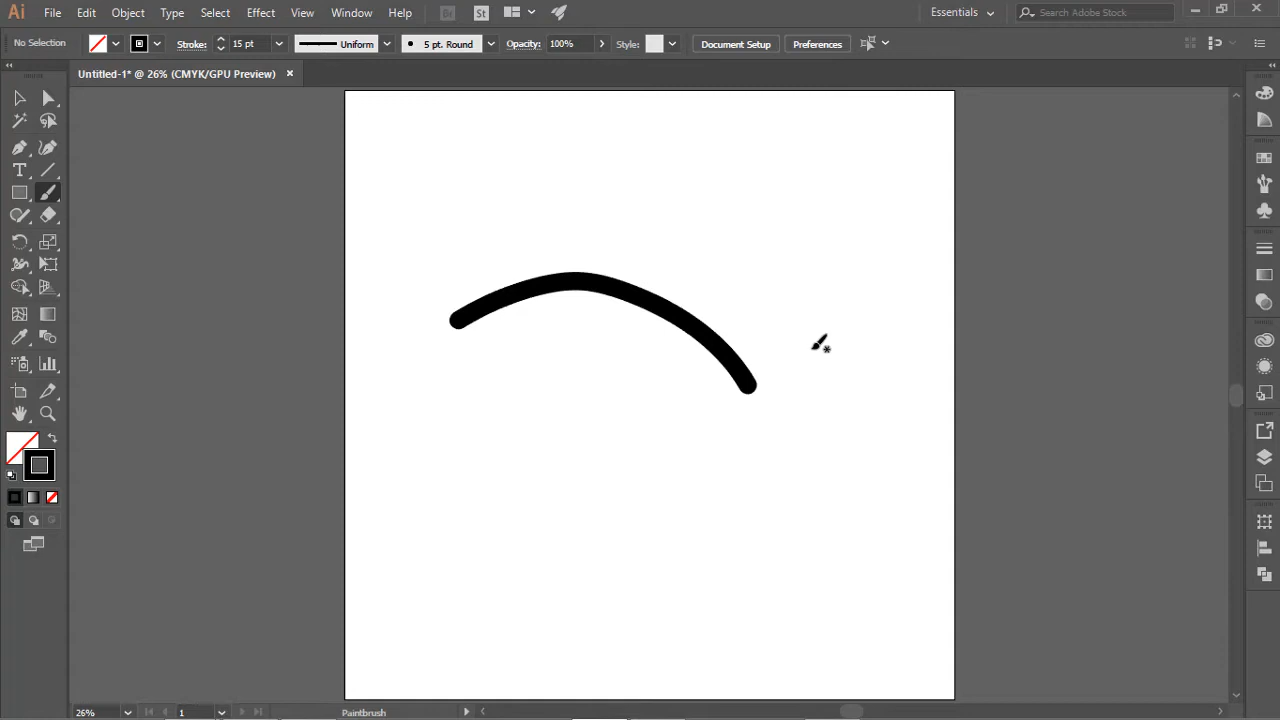 Ai File Edit Object Type Select Effect View Window Help Br St Essentials Search Adobe Stock
No Selection Stroke: 15 pt Uniform 5 pt. Round Opacity: 100% Style: Document Setup Preferences
Untitled-1* @ 26% (CMYK/GPU Preview) ×
T
26% 1 Paintbrush